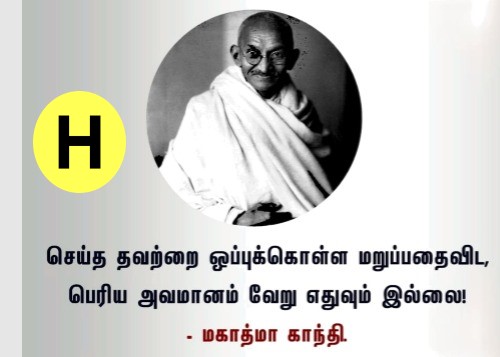 H
செய்த தவற்றை ஒப்புக்கொள்ள மறுப்பதைவிட,
பெரிய அவமானம் வேறு எதுவும் இல்லை!
- மகாத்மா காந்தி.